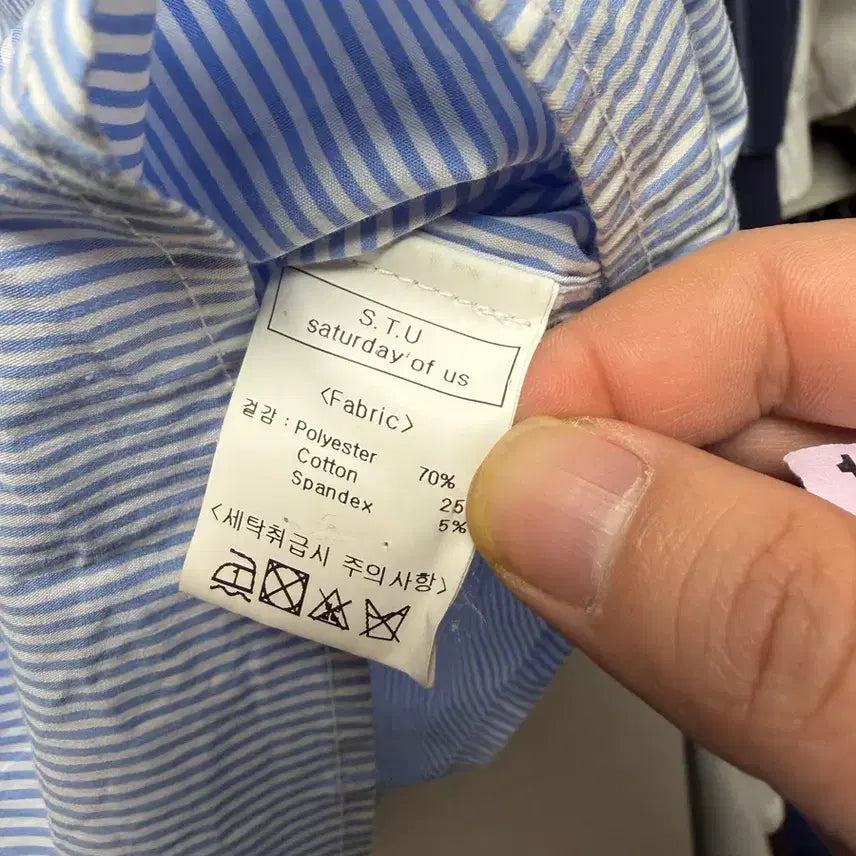 S.T.U
saturday'of us
<Fabric>
겉감 : Polyester 70%
Cotton 25
Spandex 5%
<세탁취급시 주의사항>